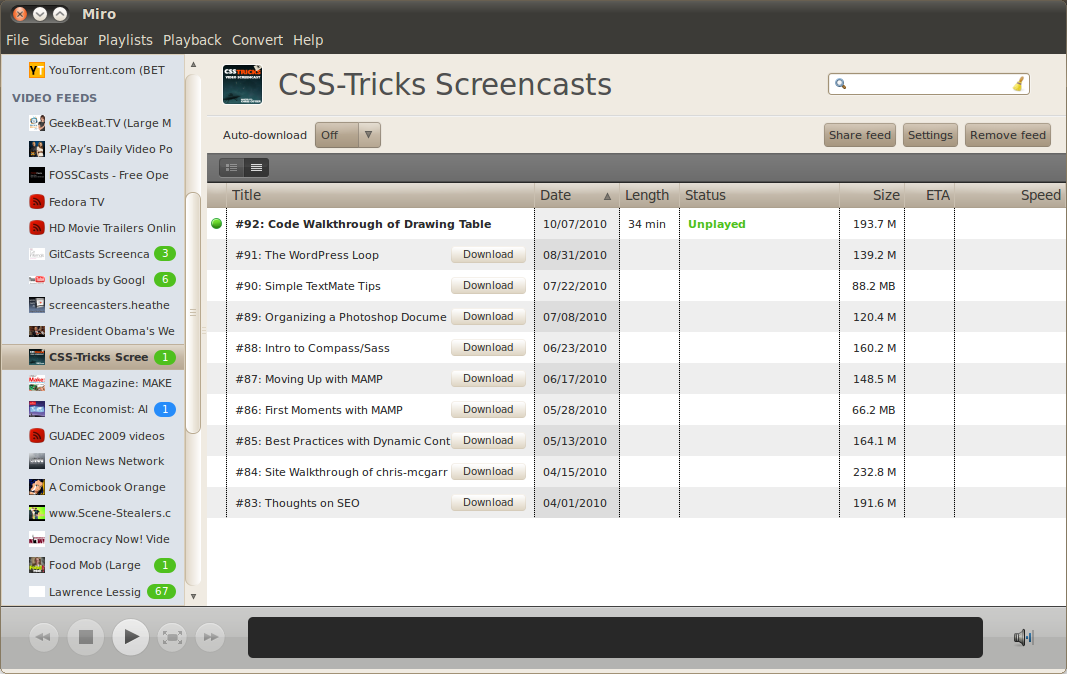 Miro
File Sidebar Playlists Playback Convert Help
YouTorrent.com (BET
VIDEO FEEDS
GeekBeat.TV (Large M
X-Play's Daily Video Po
FOSSCasts - Free Ope
Fedora TV
HD Movie Trailers Onlin
GitCasts Screenca 3
Uploads by Googl 6
screencasters.heathe
President Obama's We
CSS-Tricks Scree 1
MAKE Magazine: MAKE
The Economist: Al 1
GUADEC 2009 videos
Onion News Network
A Comicbook Orange
www.Scene-Stealers.c
Democracy Now! Vide
Food Mob (Large 1
Lawrence Lessig 67
CSS-Tricks Screencasts
Auto-download Off Share feed Settings Remove feed
Title Date Length Status Size ETA Speed
#92: Code Walkthrough of Drawing Table 10/07/2010 34 min Unplayed 193.7 M
#91: The WordPress Loop Download 08/31/2010 139.2 M
#90: Simple TextMate Tips Download 07/22/2010 88.2 MB
#89: Organizing a Photoshop Docume Download 07/08/2010 120.4 M
#88: Intro to Compass/Sass Download 06/23/2010 160.2 M
#87: Moving Up with MAMP Download 06/17/2010 148.5 M
#86: First Moments with MAMP Download 05/28/2010 66.2 MB
#85: Best Practices with Dynamic Cont Download 05/13/2010 164.1 M
#84: Site Walkthrough of chris-mcgarr Download 04/15/2010 232.8 M
#83: Thoughts on SEO Download 04/01/2010 191.6 M